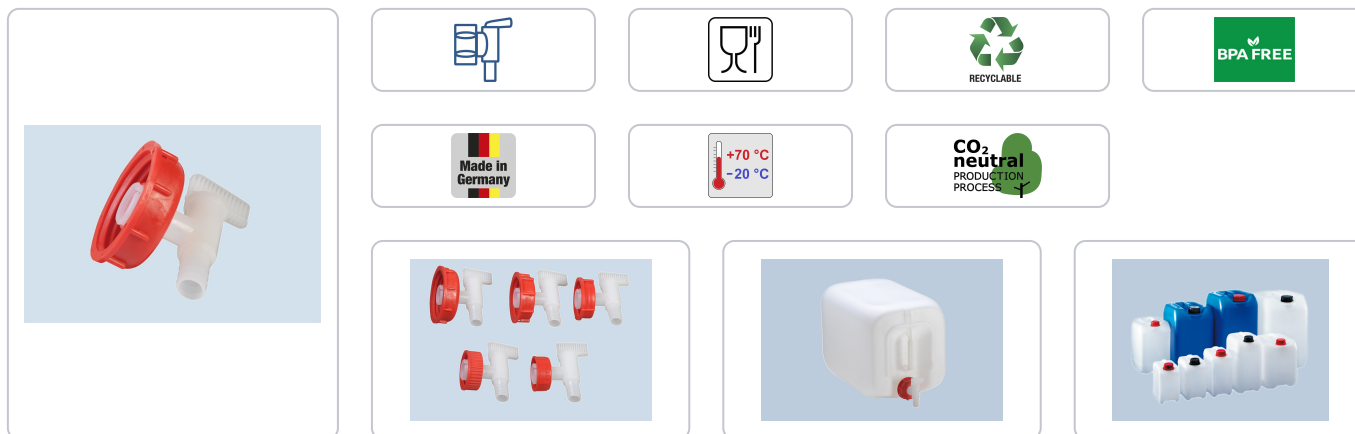 RECYCLABLE
BPA FREE
Made in
Germany
+70 °C
−20 °C
CO₂
neutral
PRODUCTION
PROCESS